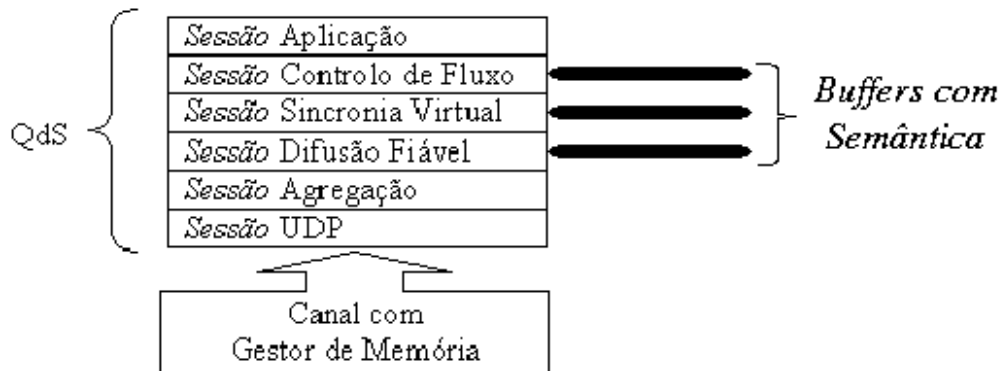 Sessão Aplicação
Sessão Controlo de Fluxo
Sessão Sincronia Virtual
Sessão Difusão Fiável
Sessão Agregação
Sessão UDP
QdS
Buffers com
Semântica
Canal com
Gestor de Memória